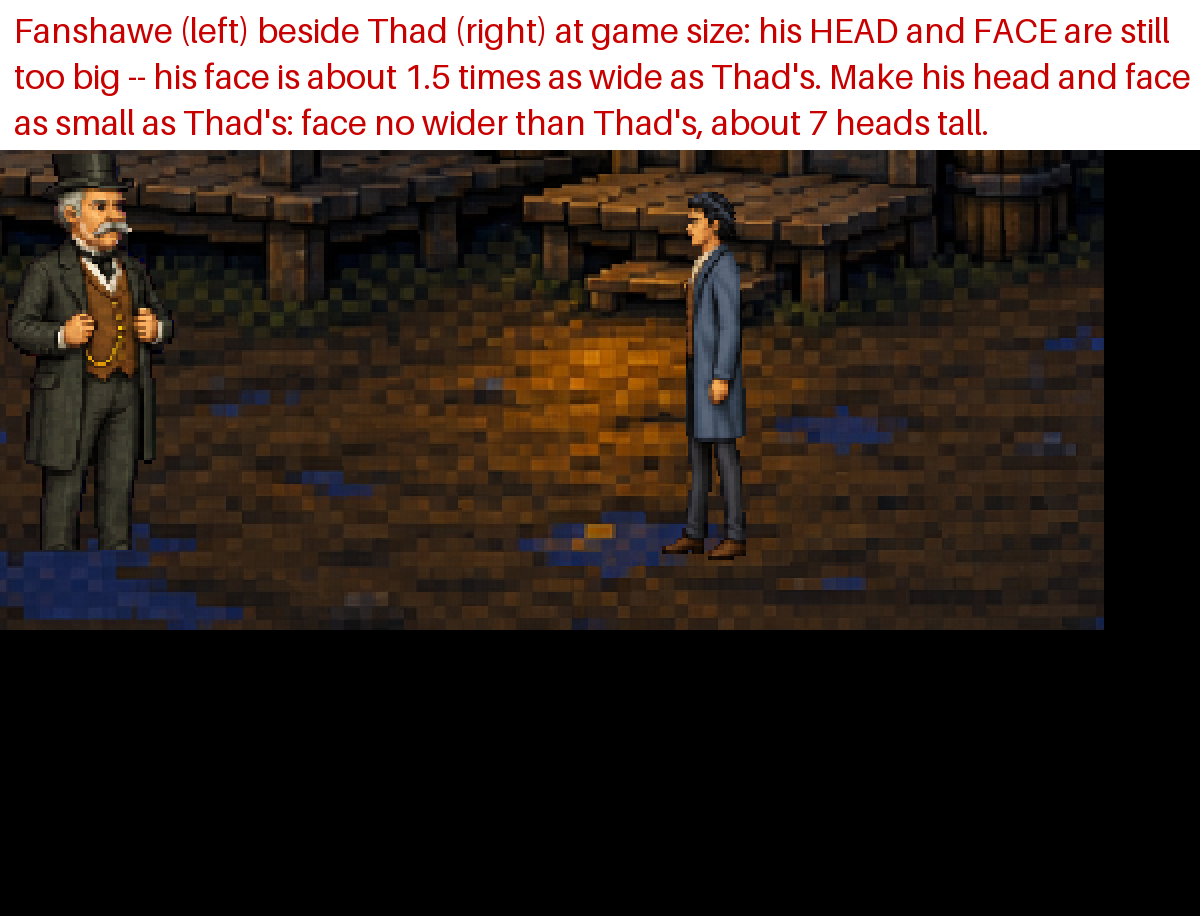 Fanshawe (left) beside Thad (right) at game size: his HEAD and FACE are still
too big -- his face is about 1.5 times as wide as Thad's. Make his head and face
as small as Thad's: face no wider than Thad's, about 7 heads tall.